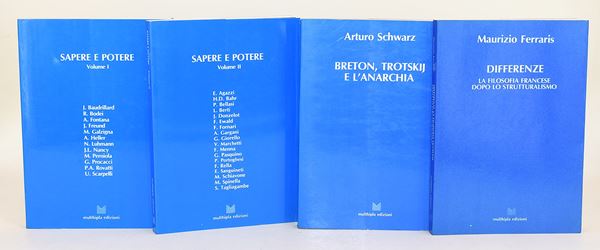 SAPERE E POTERE
Volume I
J. Baudrillard
R. Bodei
A. Fontana
J. Freund
M. Galzigna
A. Heller
N. Luhmann
J.L. Nancy
M. Perniola
G. Procacci
P.A. Rovatti
U. Scarpelli
multhipla edizioni
SAPERE E POTERE
Volume II
E. Agazzi
H.D. Bahr
P. Bellasi
L. Berti
J. Donzelot
F. Ewald
F. Fornari
A. Gargani
G. Giorello
V. Marchetti
F. Menna
G. Pasquino
P. Portoghesi
F. Rella
E. Sanguineti
M. Schiavone
M. Spinella
S. Tagliagambe
multhipla edizioni
Arturo Schwarz
BRETON, TROTSKIJ
E L'ANARCHIA
multhipla edizioni
Maurizio Ferraris
DIFFERENZE
LA FILOSOFIA FRANCESE
DOPO LO STRUTTURALISMO
multhipla edizioni